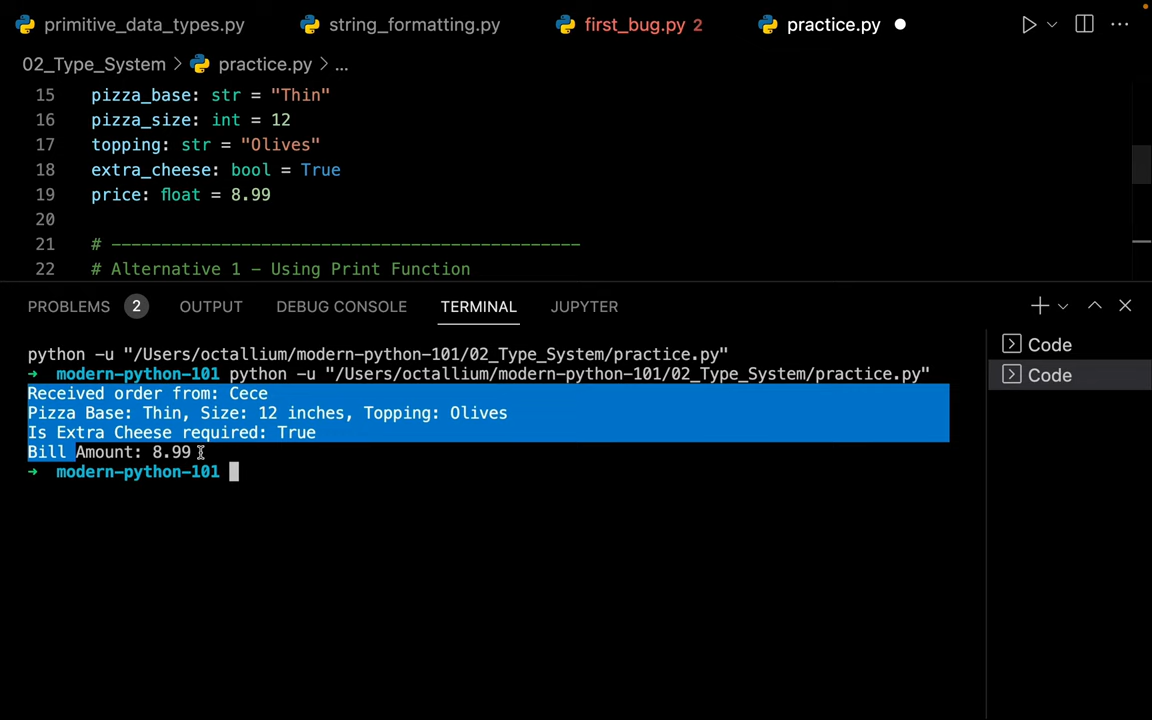 primitive_data_types.py string_formatting.py first_bug.py 2 practice.py
02_Type_System > practice.py > ...
15 pizza_base: str = "Thin"
16 pizza_size: int = 12
17 topping: str = "Olives"
18 extra_cheese: bool = True
19 price: float = 8.99
20
21 # -----------------------------------------------
22 # Alternative 1 - Using Print Function
PROBLEMS 2 OUTPUT DEBUG CONSOLE TERMINAL JUPYTER
python -u "/Users/octallium/modern-python-101/02_Type_System/practice.py"
→ modern-python-101 python -u "/Users/octallium/modern-python-101/02_Type_System/practice.py"
Received order from: Cece
Pizza Base: Thin, Size: 12 inches, Topping: Olives
Is Extra Cheese required: True
Bill Amount: 8.99
→ modern-python-101
Code
Code